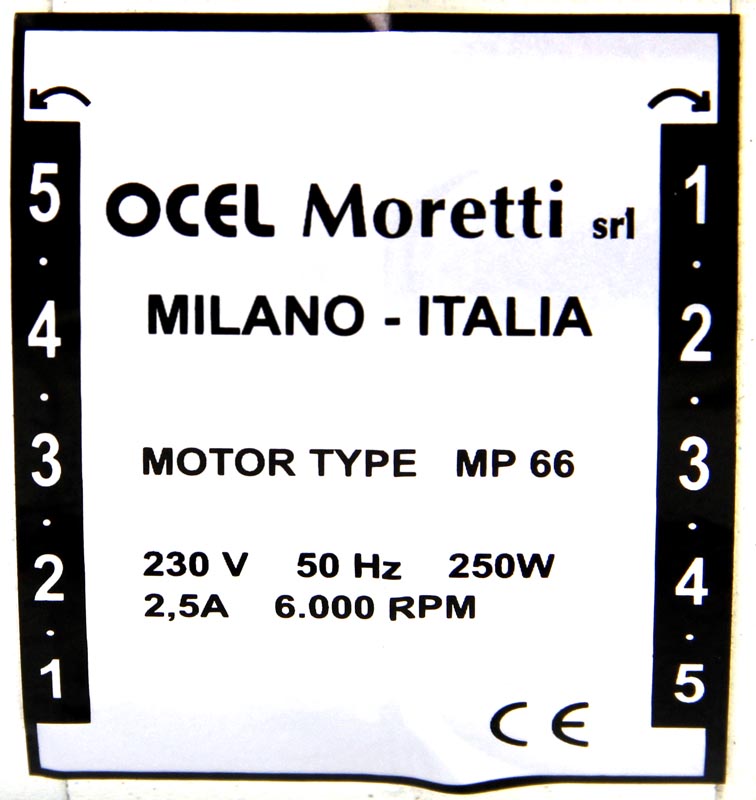 OCEL Moretti srl
MILANO - ITALIA
MOTOR TYPE MP 66
230 V 50 Hz 250W
2,5A 6.000 RPM
CE
5
4
3
2
1
1
2
3
4
5